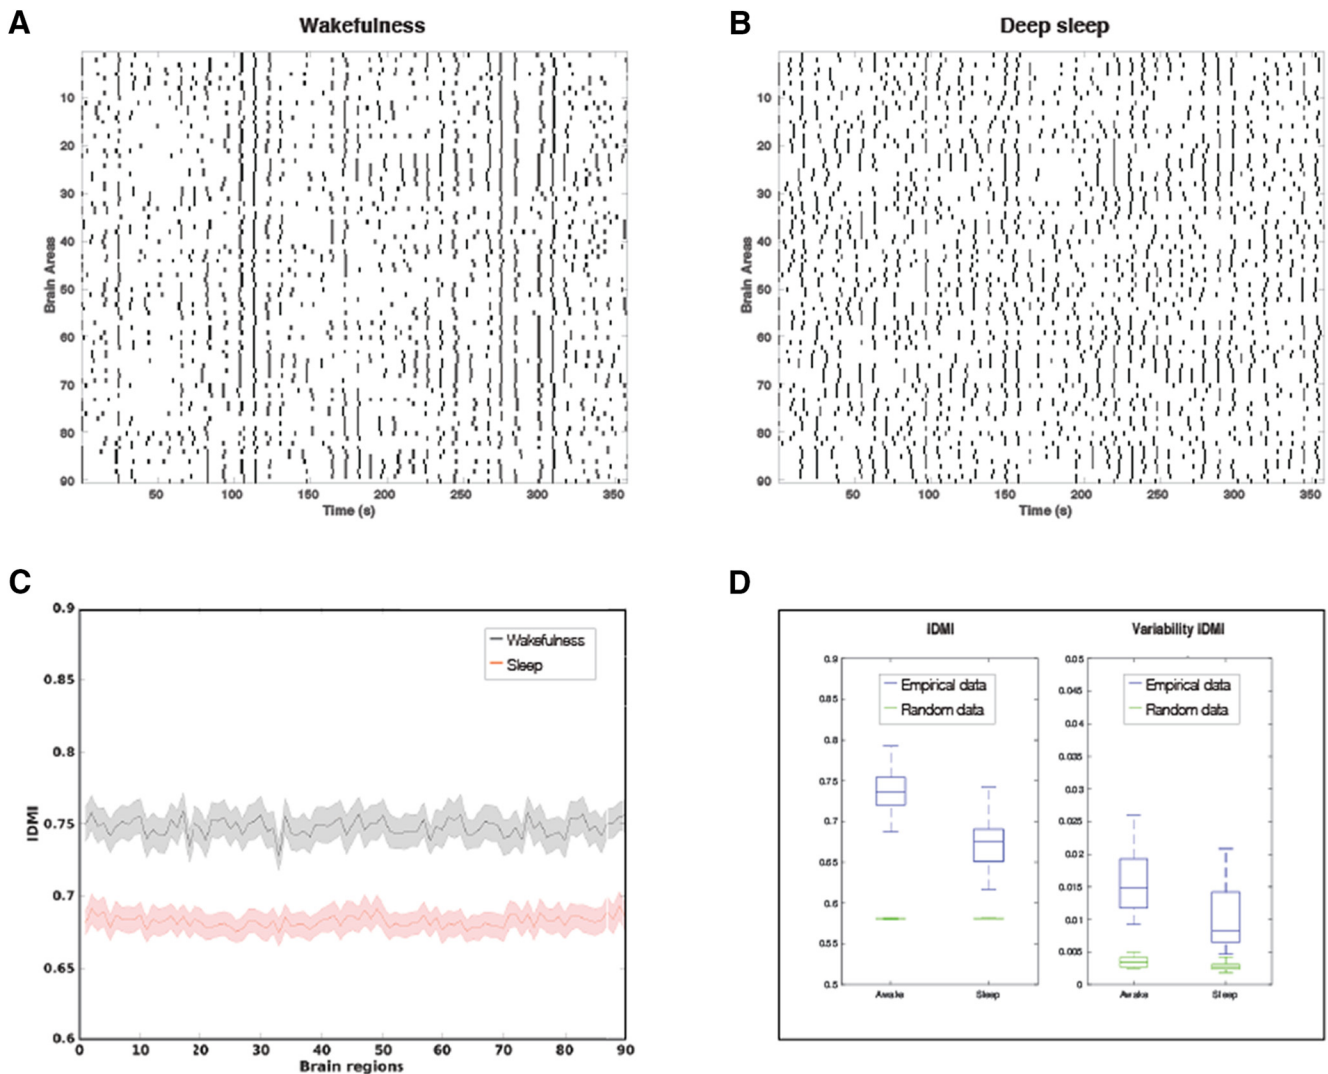 A
Wakefulness
10
20
30
40
50
60
70
80
90
Brain Areas
50
100
150
200
250
300
350
Time (s)
B
Deep sleep
10
20
30
40
50
60
70
80
90
Brain Areas
50
100
150
200
250
300
350
Time (s)
C
0.9
0.85
0.8
0.75
0.7
0.65
0.6
IDMI
Wakefulness
Sleep
0
10
20
30
40
50
60
70
80
90
Brain regions
D
IDMI
0.9
0.85
0.8
0.75
0.7
0.65
0.6
0.55
0.5
Empirical data
Random data
Awake
Sleep
Variability IDMI
0.05
0.045
0.04
0.035
0.03
0.025
0.02
0.015
0.01
0.005
0
Empirical data
Random data
Awake
Sleep